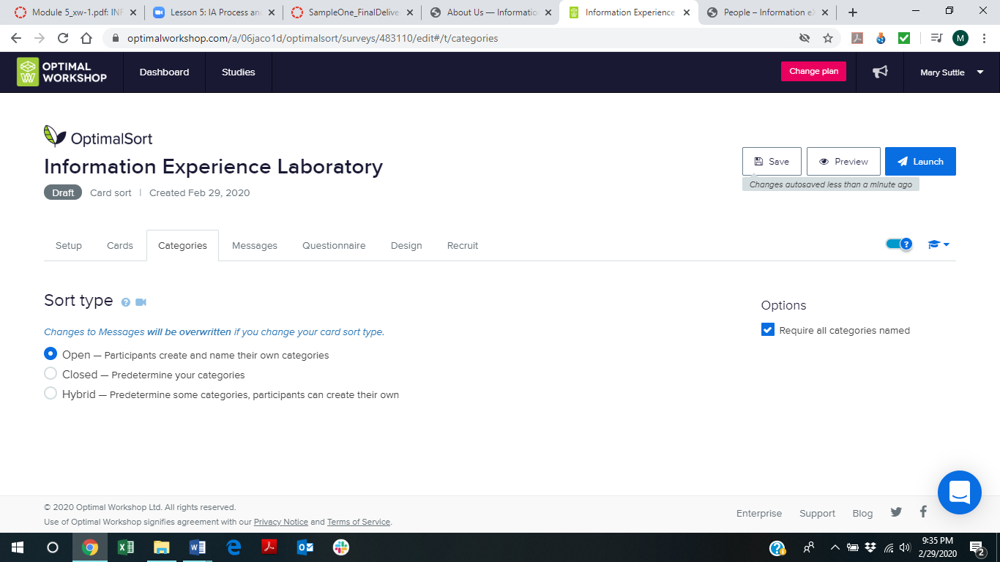 Module 5_xw-1.pdf: INF
Lesson 5: IA Process an
SampleOne_FinalDelive
About Us — Informatio
Information Experience
People – Information eX
optimalworkshop.com/a/06jaco1d/optimalsort/surveys/483110/edit#/t/categories
M
OPTIMAL
WORKSHOP
Dashboard
Studies
Change plan
Mary Suttle
OptimalSort
Information Experience Laboratory
Save
Preview
Launch
Changes autosaved less than a minute ago
Draft Card sort | Created Feb 29, 2020
Setup
Cards
Categories
Messages
Questionnaire
Design
Recruit
?
Sort type ?
Changes to Messages will be overwritten if you change your card sort type.
Open — Participants create and name their own categories
Closed — Predetermine your categories
Hybrid — Predetermine some categories, participants can create their own
Options
Require all categories named
© 2020 Optimal Workshop Ltd. All rights reserved.
Use of Optimal Workshop signifies agreement with our Privacy Notice and Terms of Service.
Enterprise
Support
Blog
9:35 PM
2/29/2020
2